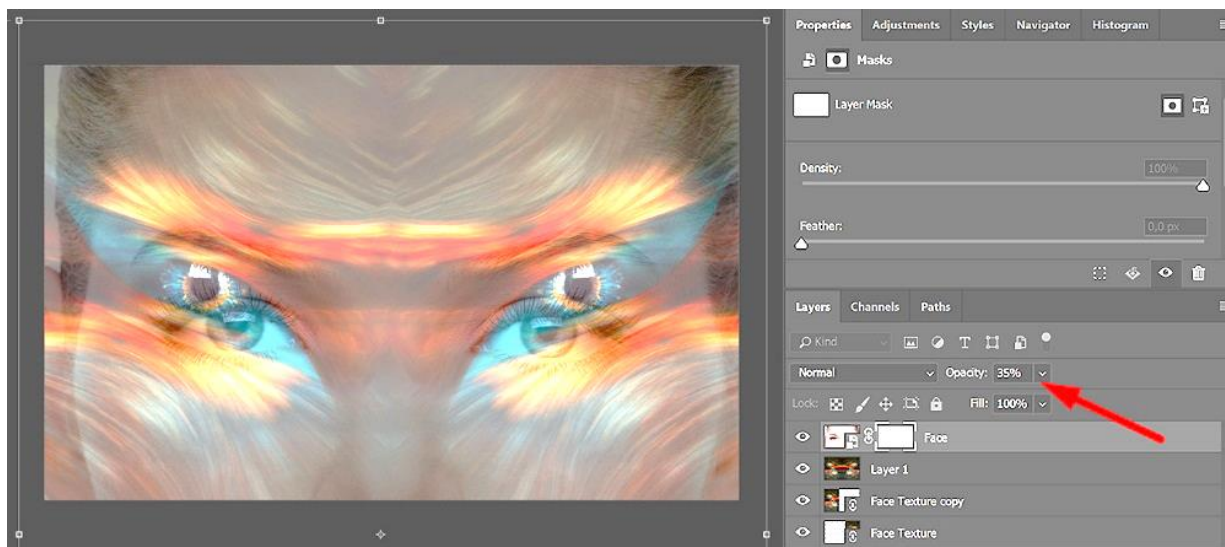 Properties Adjustments Styles Navigator Histogram
Masks
Layer Mask
Density: 100%
Feather: 0,0 px
Layers Channels Paths
Kind
Normal Opacity: 35%
Lock: Fill: 100%
Face
Layer 1
Face Texture copy
Face Texture